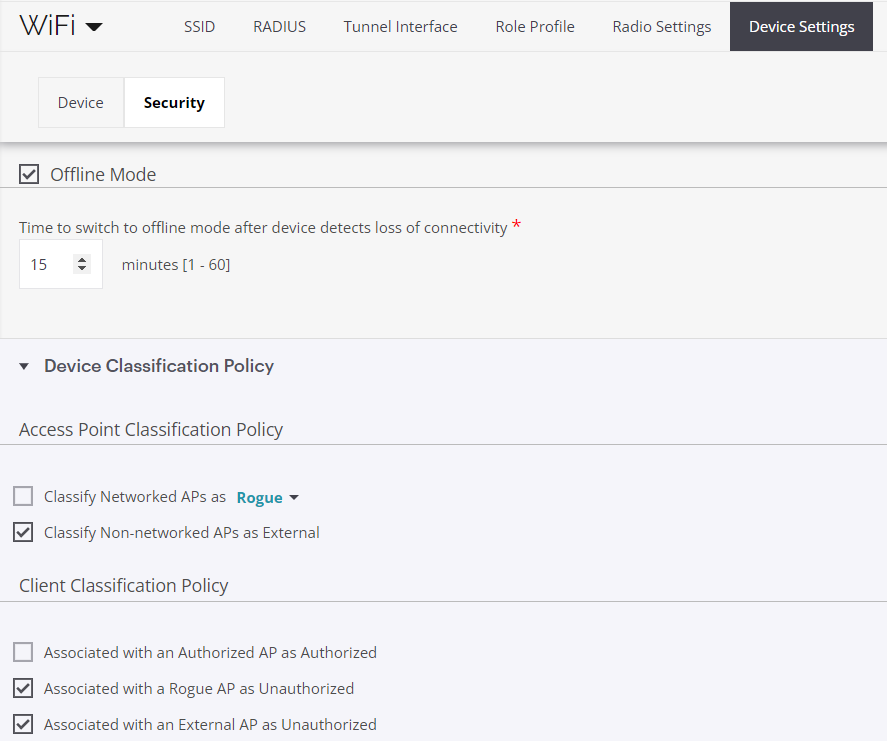 WiFi
SSID RADIUS Tunnel Interface Role Profile Radio Settings Device Settings
Device Security
Offline Mode
Time to switch to offline mode after device detects loss of connectivity *
15 minutes [1 - 60]
Device Classification Policy
Access Point Classification Policy
Classify Networked APs as Rogue
Classify Non-networked APs as External
Client Classification Policy
Associated with an Authorized AP as Authorized
Associated with a Rogue AP as Unauthorized
Associated with an External AP as Unauthorized